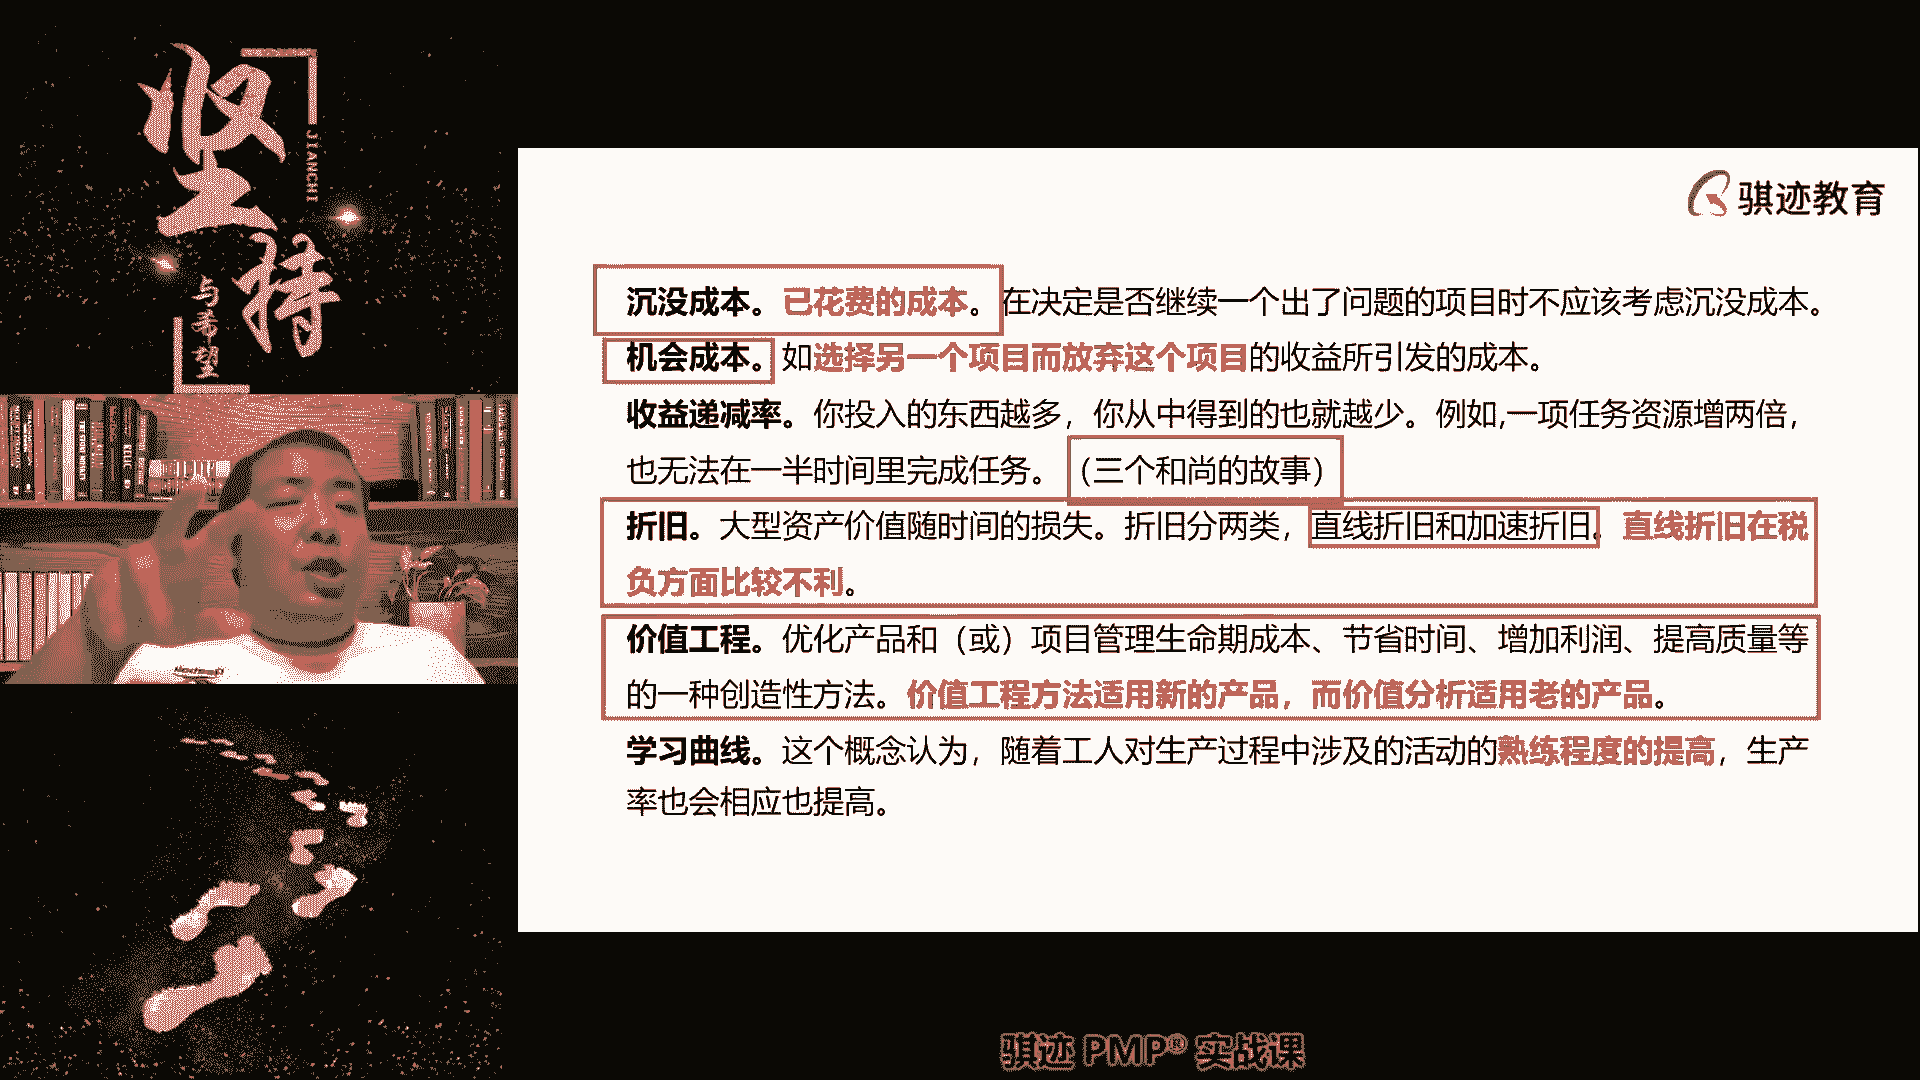 坚持
JIANCHI
与希望
骐迹教育
沉没成本。已花费的成本。在决定是否继续一个出了问题的项目时不应该考虑沉没成本。
机会成本。如选择另一个项目而放弃这个项目的收益所引发的成本。
收益递减率。你投入的东西越多，你从中得到的也就越少。例如,一项任务资源增两倍，
也无法在一半时间里完成任务。（三个和尚的故事）
折旧。大型资产价值随时间的损失。折旧分两类，直线折旧和加速折旧。直线折旧在税
负方面比较不利。
价值工程。优化产品和（或）项目管理生命期成本、节省时间、增加利润、提高质量等
的一种创造性方法。价值工程方法适用新的产品，而价值分析适用老的产品。
学习曲线。这个概念认为，随着工人对生产过程中涉及的活动的熟练程度的提高，生产
率也会相应也提高。
骐迹 PMP® 实战课